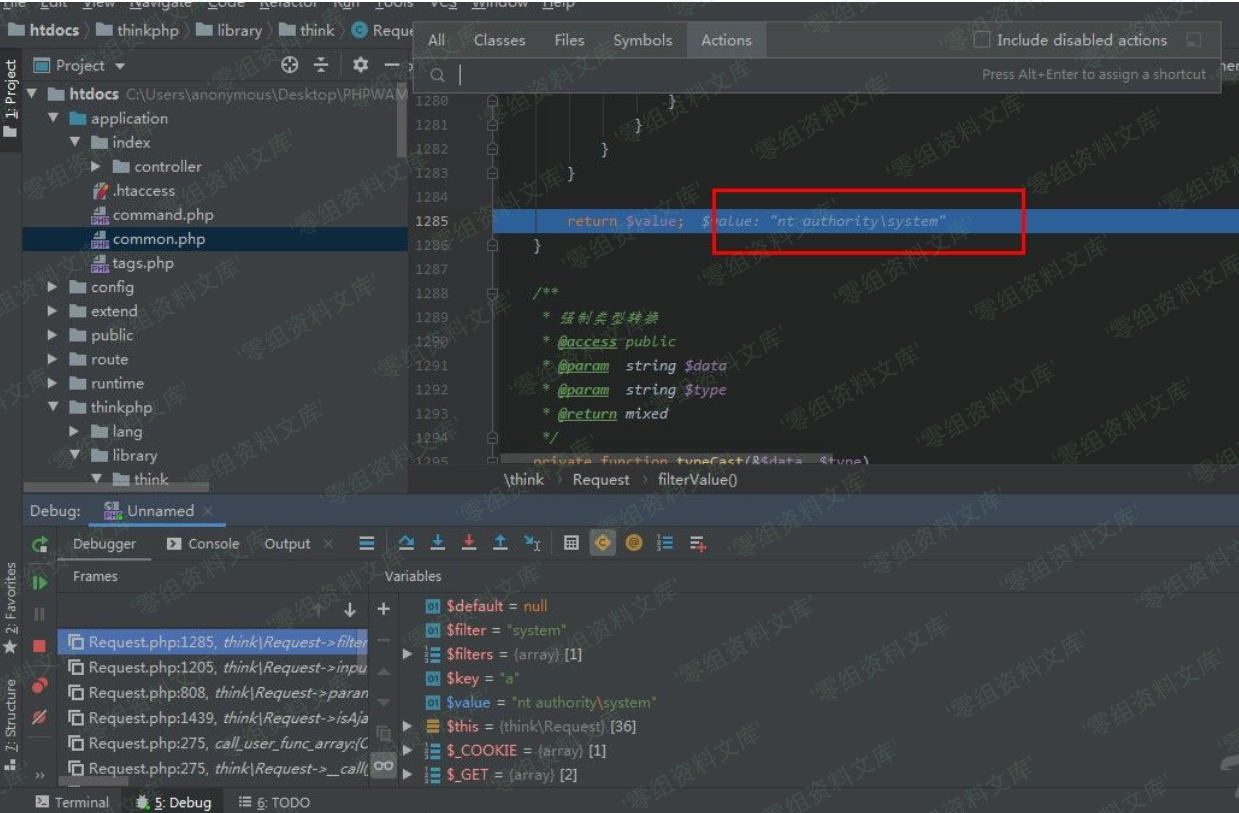 File Edit View Navigate Code Refactor Run Tools VCS Window Help
htdocs thinkphp library think Reque
All Classes Files Symbols Actions Include disabled actions
Press Alt+Enter to assign a shortcut
1: Project
Project
htdocs C:\Users\anonymous\Desktop\PHPWAM
application
index
controller
.htaccess
command.php
common.php
tags.php
config
extend
public
route
runtime
thinkphp
lang
library
think
1280 }
1281 }
1282 }
1283 }
1284
1285 return $value; $value: "nt authority\system"
1286 }
1287
1288 /**
1289 * 强制类型转换
1290 * @access public
1291 * @param string $data
1292 * @param string $type
1293 * @return mixed
1294 */
1295 private function typeCast(&$data, $type)
\think Request filterValue()
Debug: Unnamed
Debugger Console Output
Frames
Request.php:1285, think\Request->filter
Request.php:1205, think\Request->inpu
Request.php:808, think\Request->param
Request.php:1439, think\Request->isAja
Request.php:275, call_user_func_array:{C
Request.php:275, think\Request->__call(
Variables
$default = null
$filter = "system"
$filters = {array} [1]
$key = "a"
$value = "nt authority\system"
$this = {think\Request} [36]
$_COOKIE = {array} [1]
$_GET = {array} [2]
2: Favorites
7: Structure
Terminal 5: Debug 6: TODO
零组资料文库